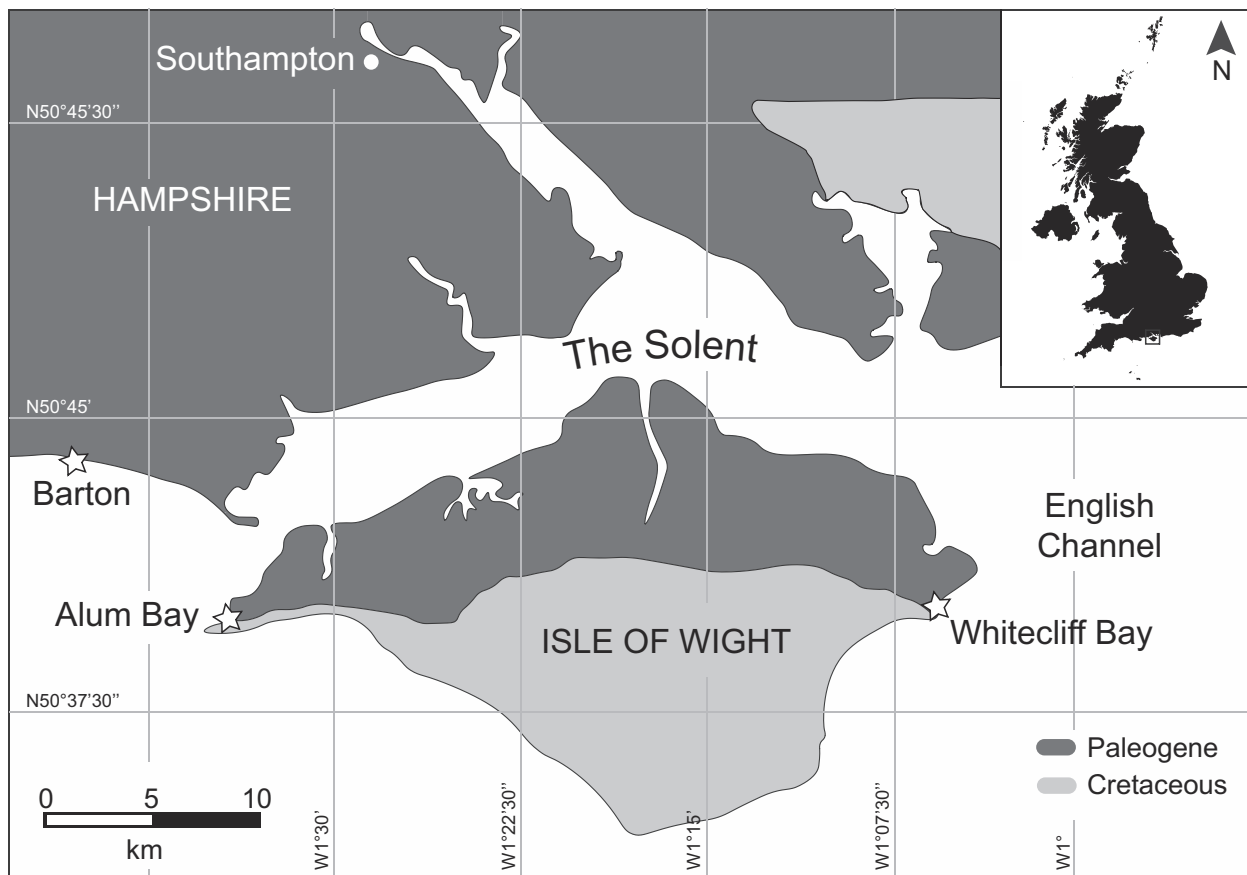 Southampton
N
N50°45'30''
HAMPSHIRE
The Solent
N50°45'
Barton
English
Channel
Alum Bay
ISLE OF WIGHT
Whitecliff Bay
N50°37'30''
Paleogene
Cretaceous
0 5 10
km
W1°30'
W1°22'30''
W1°15'
W1°07'30''
W1°